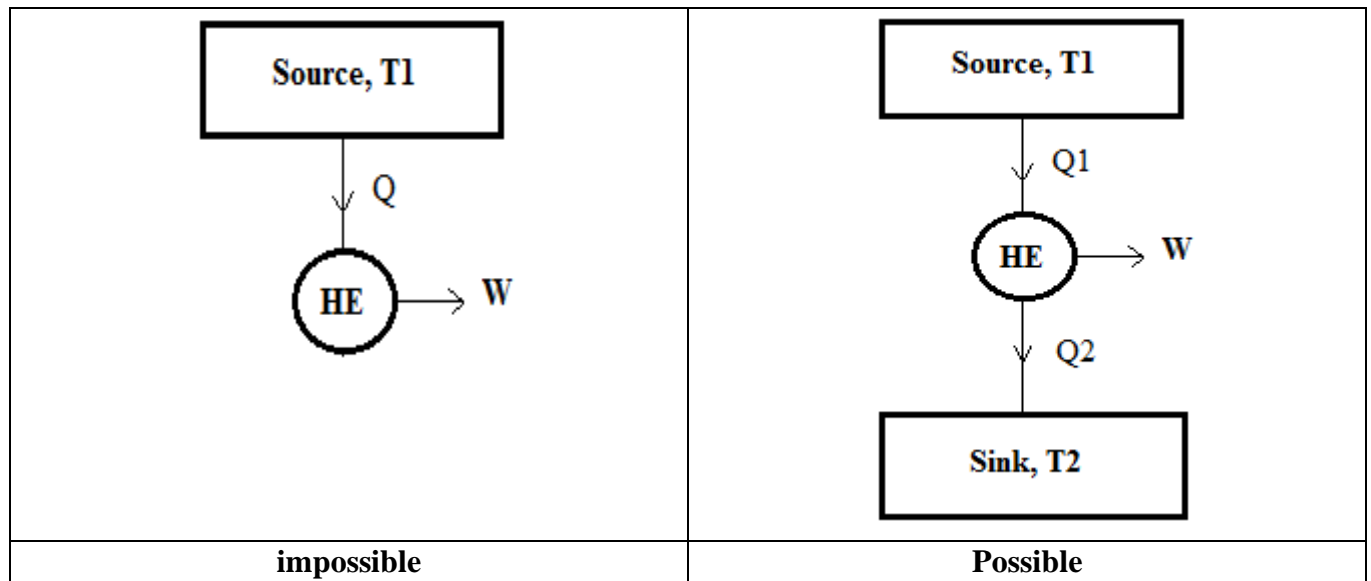 Source, T1
Q
HE
W
impossible
Source, T1
Q1
HE
W
Q2
Sink, T2
Possible